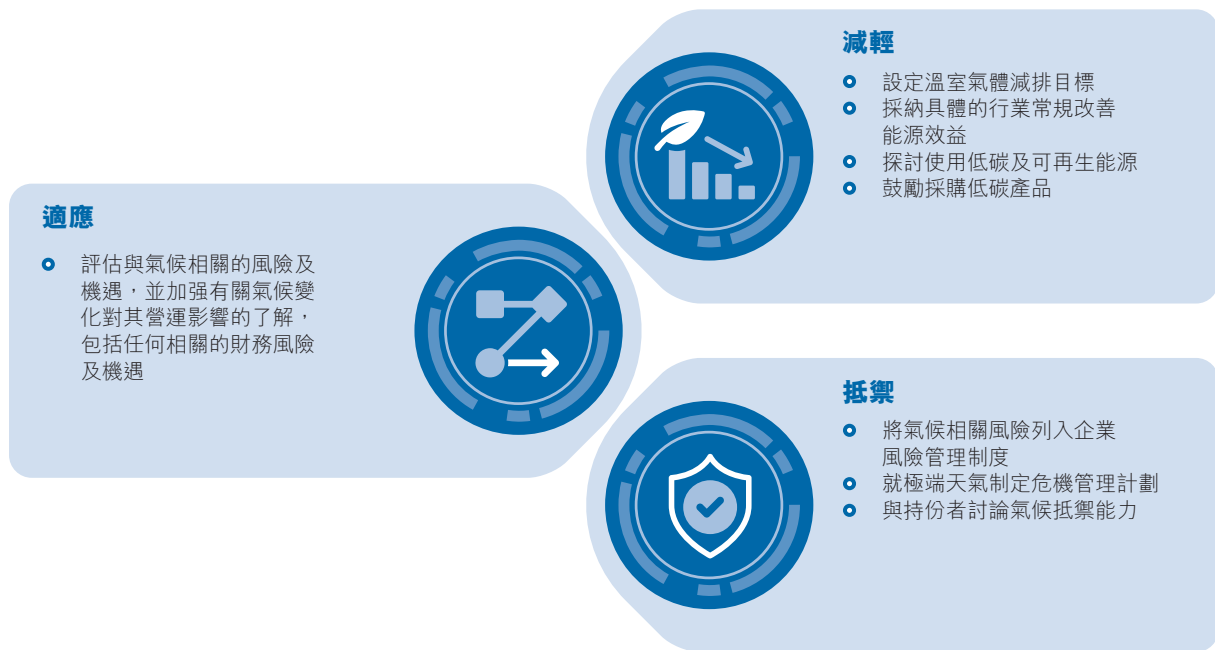 減輕
設定溫室氣體減排目標
採納具體的行業常規改善
能源效益
探討使用低碳及可再生能源
鼓勵採購低碳產品
適應
評估與氣候相關的風險及
機遇，並加强有關氣候變
化對其營運影響的了解，
包括任何相關的財務風險
及機遇
抵禦
將氣候相關風險列入企業
風險管理制度
就極端天氣制定危機管理計劃
與持份者討論氣候抵禦能力